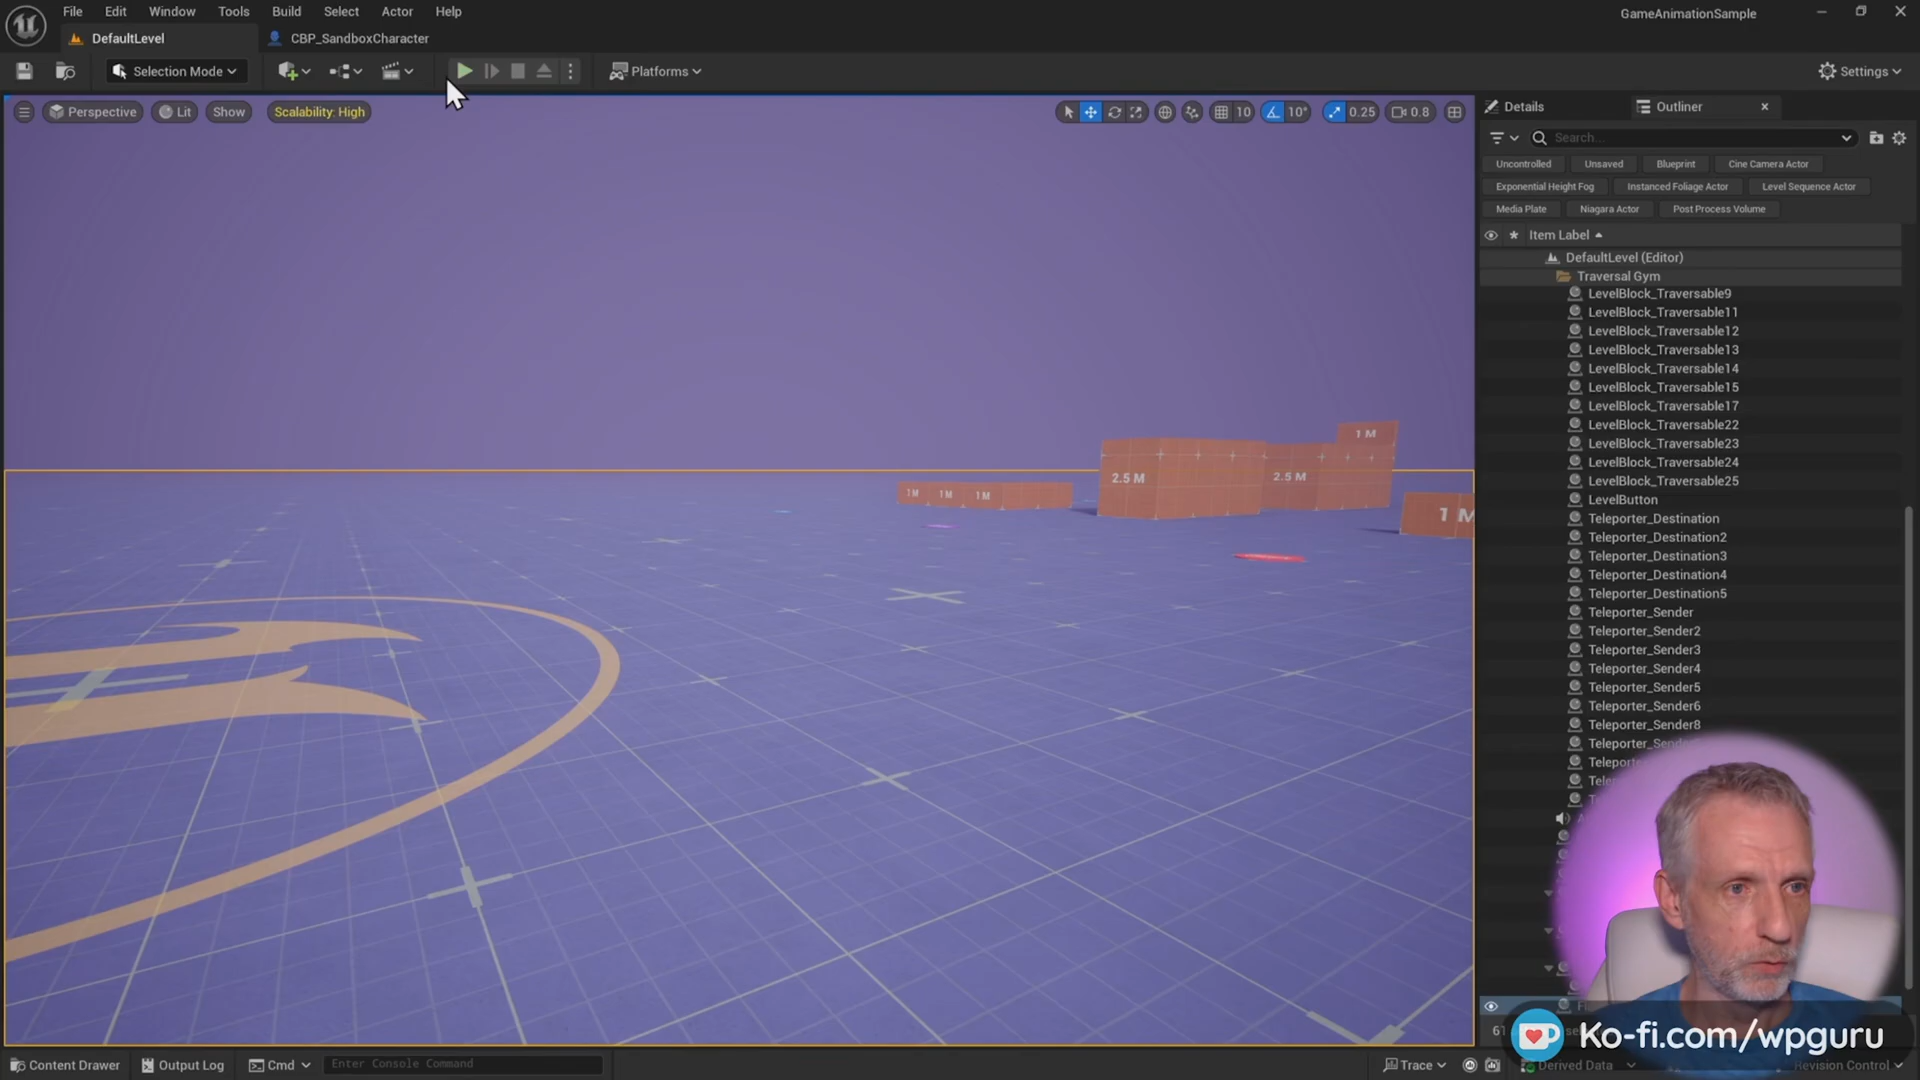 File Edit Window Tools Build Select Actor Help
GameAnimationSample
DefaultLevel
CBP_SandboxCharacter
Selection Mode
Platforms
Settings
Perspective
Lit
Show
Scalability: High
10
10°
0.25
0.8
Details
Outliner
Search...
Uncontrolled
Unsaved
Blueprint
Cine Camera Actor
Exponential Height Fog
Instanced Foliage Actor
Level Sequence Actor
Media Plate
Niagara Actor
Post Process Volume
Item Label
DefaultLevel (Editor)
Traversal Gym
LevelBlock_Traversable9
LevelBlock_Traversable11
LevelBlock_Traversable12
LevelBlock_Traversable13
LevelBlock_Traversable14
LevelBlock_Traversable15
LevelBlock_Traversable17
LevelBlock_Traversable22
LevelBlock_Traversable23
LevelBlock_Traversable24
LevelBlock_Traversable25
LevelButton
Teleporter_Destination
Teleporter_Destination2
Teleporter_Destination3
Teleporter_Destination4
Teleporter_Destination5
Teleporter_Sender
Teleporter_Sender2
Teleporter_Sender3
Teleporter_Sender4
Teleporter_Sender5
Teleporter_Sender6
Teleporter_Sender8
1 M
2.5 M
2.5 M
1 M
1 M
1 M
1 M
Ko-fi.com/wpguru
Content Drawer
Output Log
Cmd
Enter Console Command
Trace
Derived Data
Revision Control